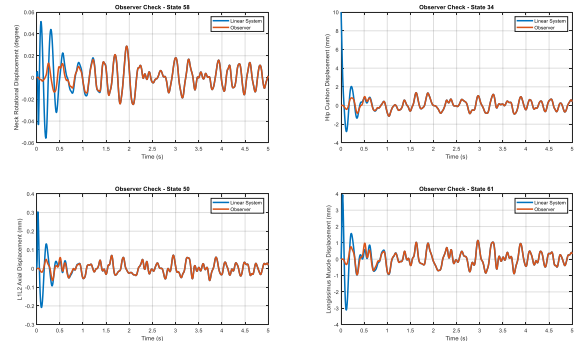 Observer Check - State 58
Linear System
Observer
Neck Rotational Displacement (degree)
0.06
0.04
0.02
0
-0.02
-0.04
-0.06
0 0.5 1 1.5 2 2.5 3 3.5 4 4.5 5
Time (s)
Observer Check - State 34
Linear System
Observer
Hip Cushion Displacement (mm)
10
8
6
4
2
0
-2
-4
0 0.5 1 1.5 2 2.5 3 3.5 4 4.5 5
Time (s)
Observer Check - State 50
Linear System
Observer
L1/L2 Axial Displacement (mm)
0.4
0.3
0.2
0.1
0
-0.1
-0.2
-0.3
0 0.5 1 1.5 2 2.5 3 3.5 4 4.5 5
Time (s)
Observer Check - State 61
Linear System
Observer
Longissimus Muscle Displacement (mm)
4
3
2
1
0
-1
-2
-3
-4
0 0.5 1 1.5 2 2.5 3 3.5 4 4.5 5
Time (s)